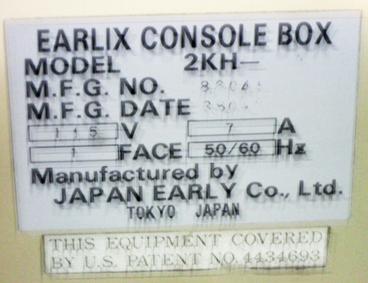 EARLIX CONSOLE BOX
MODEL 2KH—
M.F.G. NO.
M.F.G. DATE
115 V 7 A
1 FACE 50/60 Hz
Manufactured by
JAPAN EARLY Co., Ltd.
TOKYO JAPAN
THIS EQUIPMENT COVERED
BY U.S. PATENT NO. 4434693